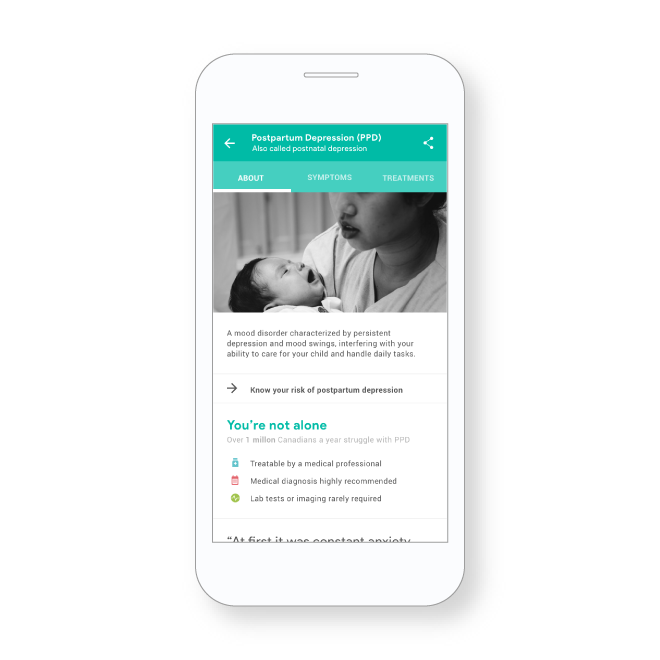 Postpartum Depression (PPD)
Also called postnatal depression
ABOUT SYMPTOMS TREATMENTS
A mood disorder characterized by persistent
depression and mood swings, interfering with your
ability to care for your child and handle daily tasks.
Know your risk of postpartum depression
You're not alone
Over 1 millon Canadians a year struggle with PPD
Treatable by a medical professional
Medical diagnosis highly recommended
Lab tests or imaging rarely required
“At first it was constant anxiety